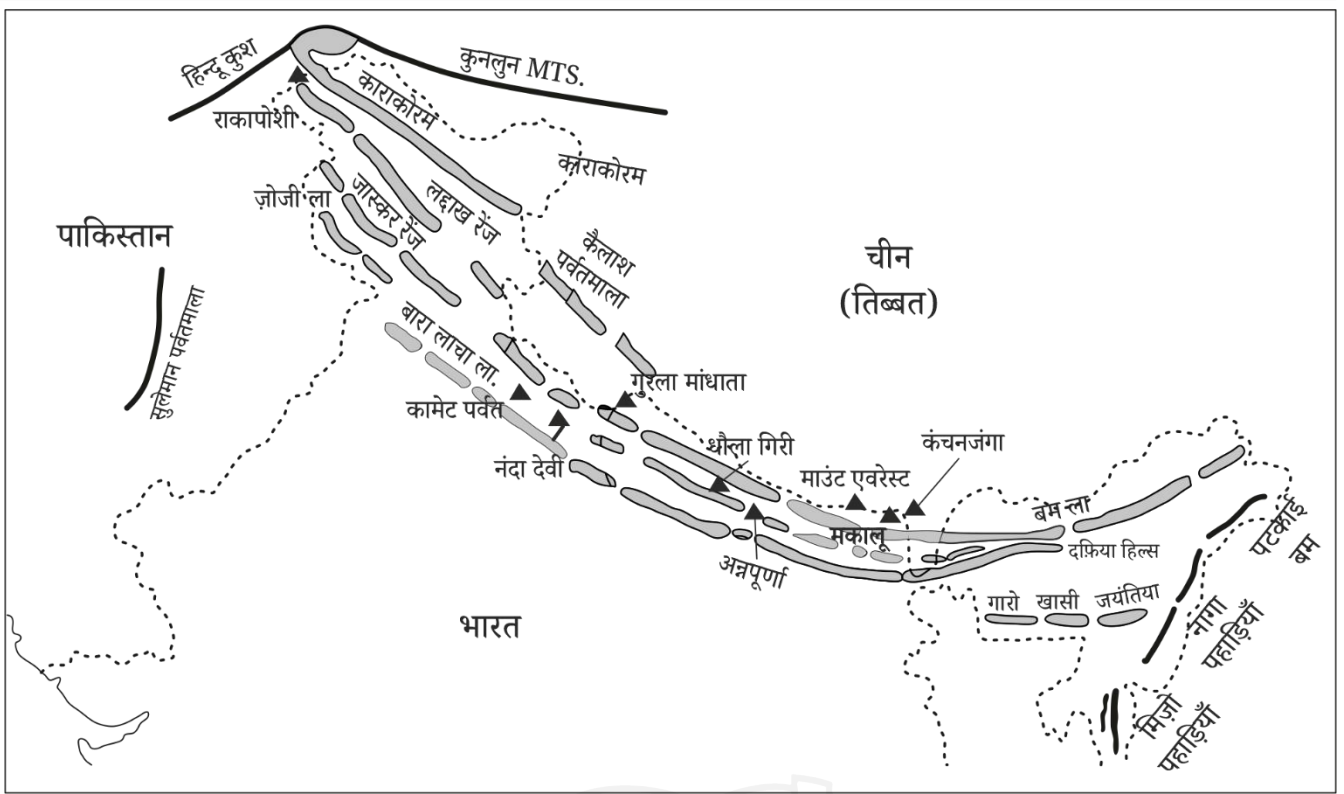 हिन्दू कुश
कुनलुन MTS.
काराकोरम
राकापोशी
काराकोरम
ज़ोजी ला
जास्कर रेंज
लद्दाख रेंज
पाकिस्तान
कैलाश
पर्वतमाला
चीन
(तिब्बत)
सुलेमान पर्वतमाला
बारा लाचा ला.
गुरला मांधाता
कामेट पर्वत
धौला गिरी
कंचनजंगा
नंदा देवी
माउंट एवरेस्ट
बम ला
मकालू
पटकाई
बम
दफ़िया हिल्स
अन्नपूर्णा
गारो
खासी
जयंतिया
भारत
नागा
पहाड़ियाँ
मिज़ो
पहाड़ियाँ